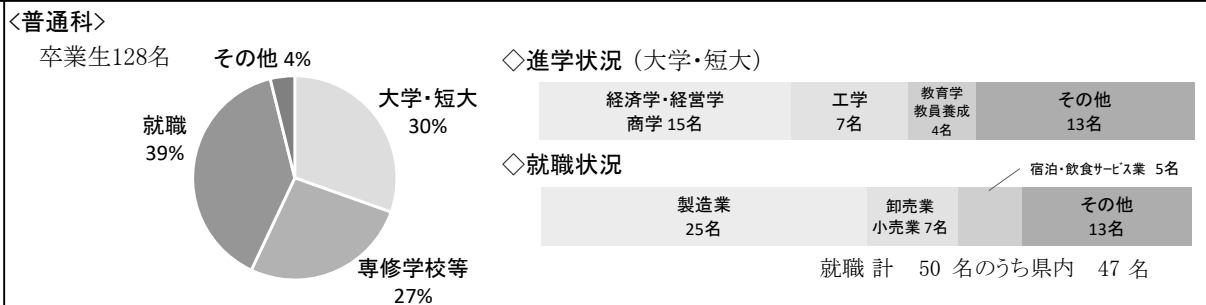 <普通科>
卒業生128名
その他 4%
大学・短大
30%
就職
39%
専修学校等
27%
◇進学状況（大学・短大）
経済学・経営学
商学 15名
工学
7名
教育学
教員養成
4名
その他
13名
◇就職状況
宿泊・飲食ｻｰﾋﾞｽ業 5名
製造業
25名
卸売業
小売業 7名
その他
13名
就職 計 50 名のうち県内 47 名